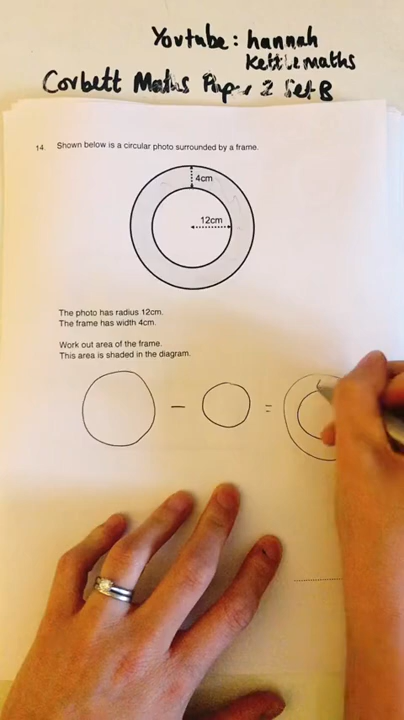 Youtube: hannah
kettlemaths
Corbett Maths Paper 2 Set B
14. Shown below is a circular photo surrounded by a frame.
4cm
12cm
The photo has radius 12cm.
The frame has width 4cm.
Work out area of the frame.
This area is shaded in the diagram.
− =